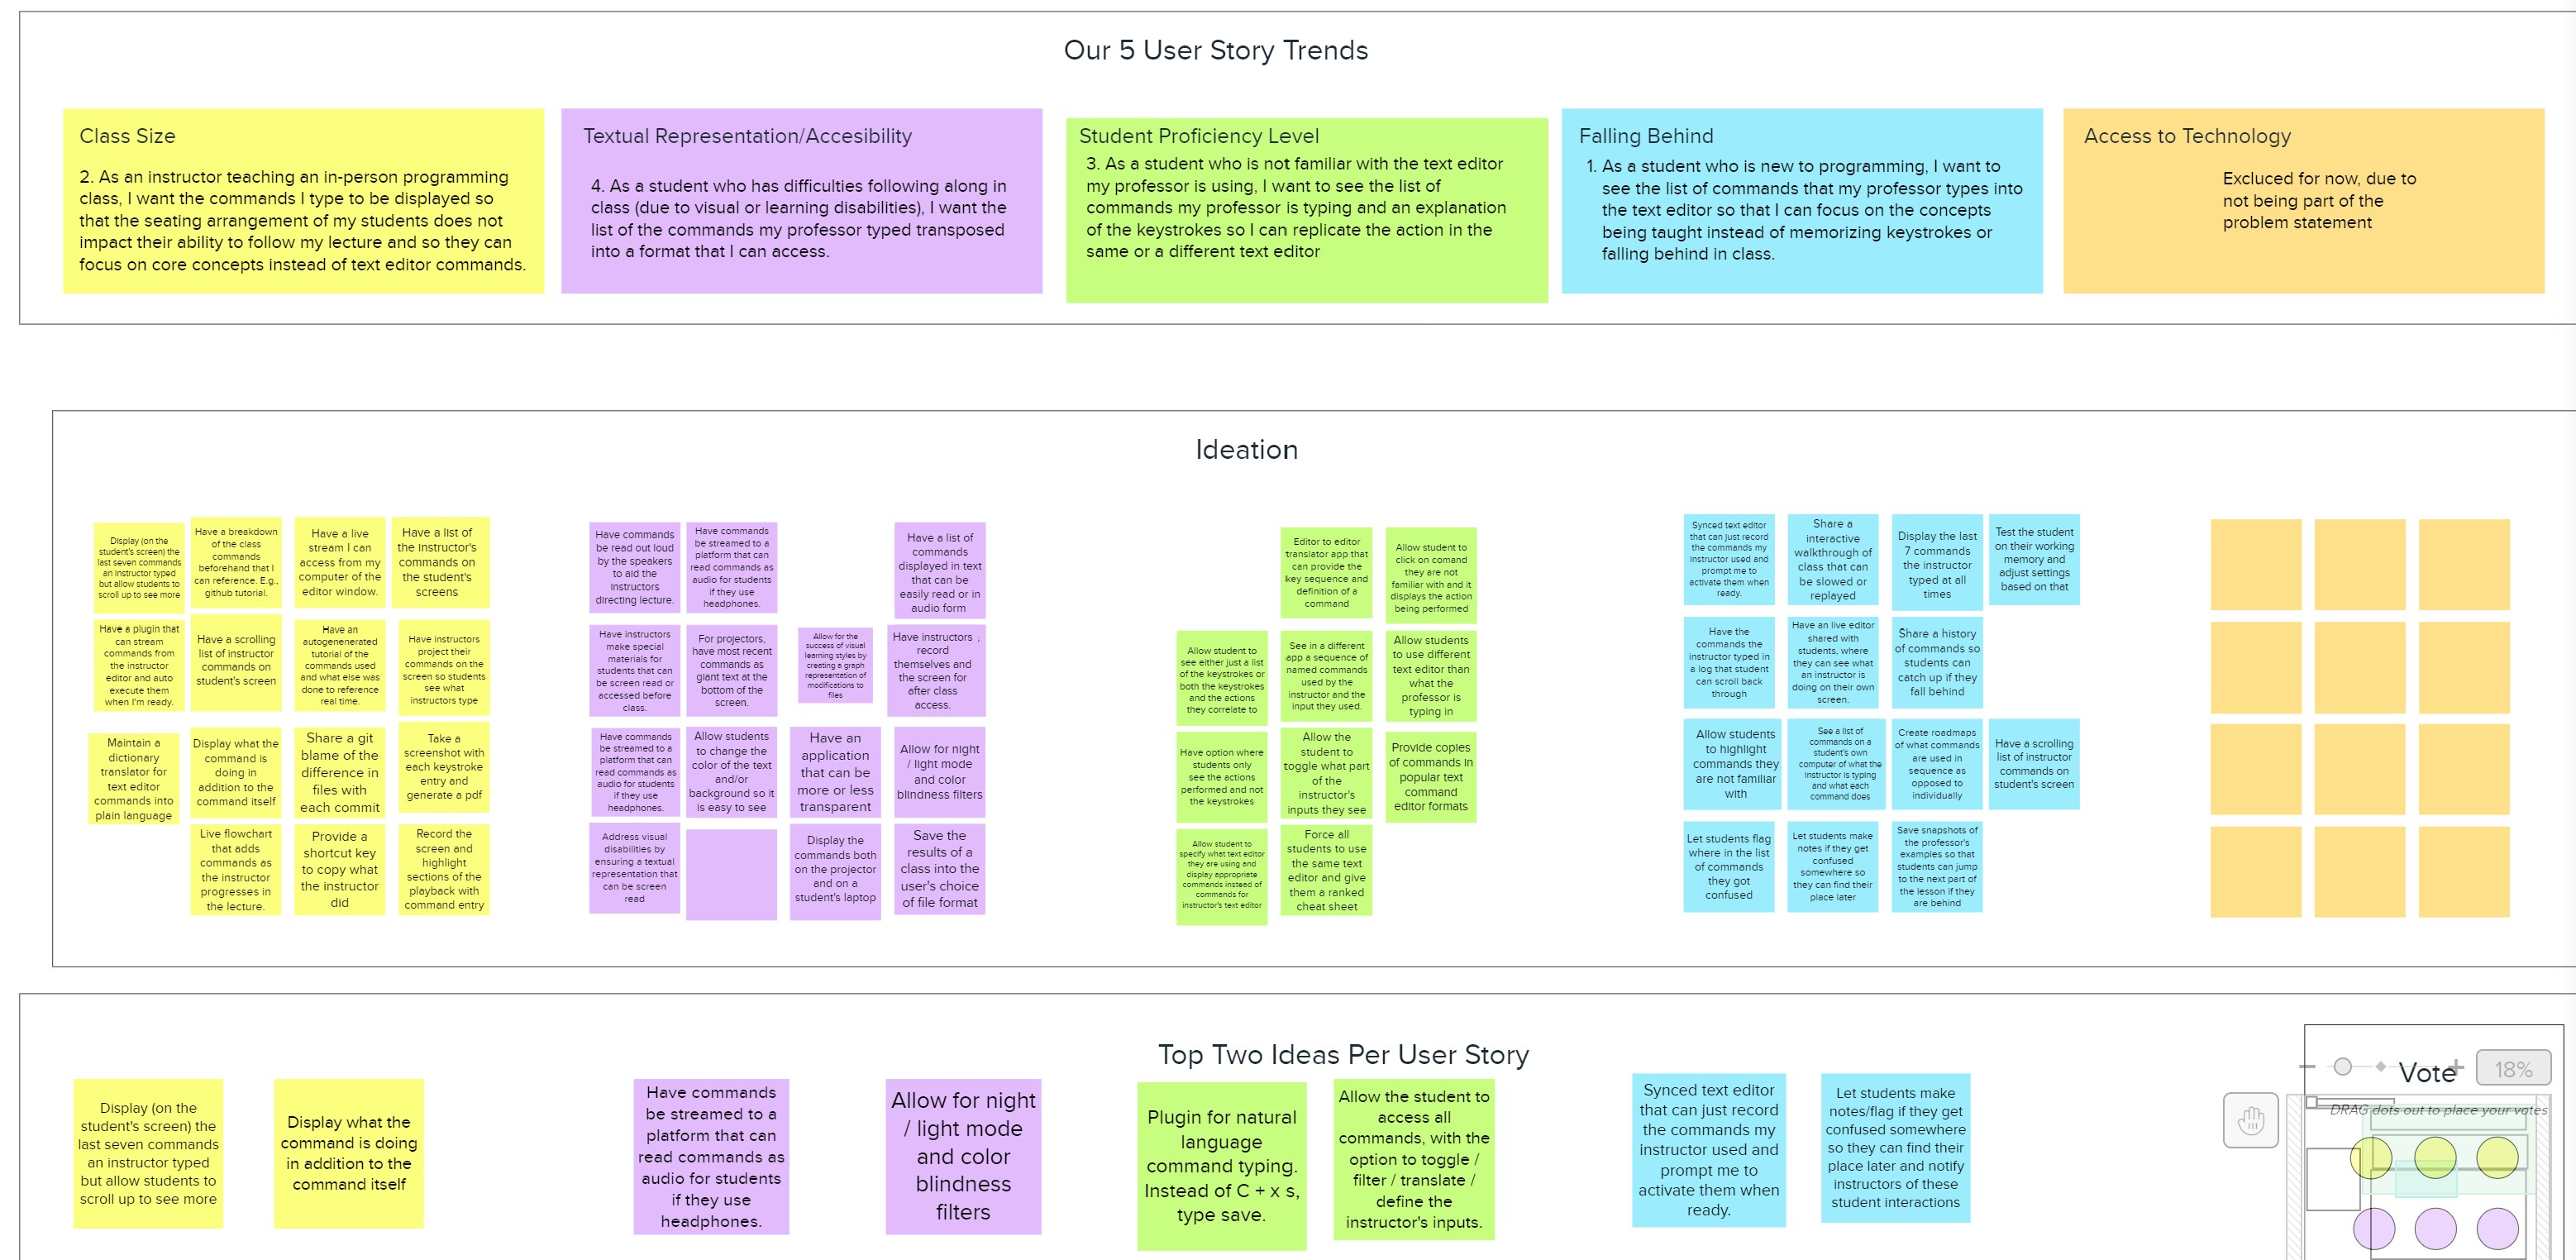 Our 5 User Story Trends
Class Size
2. As an instructor teaching an in-person programming
class, I want the commands I type to be displayed so
that the seating arrangement of my students does not
impact their ability to follow my lecture and so they can
focus on core concepts instead of text editor commands.
Textual Representation/Accesibility
4. As a student who has difficulties following along in
class (due to visual or learning disabilities), I want the
list of the commands my professor typed transposed
into a format that I can access.
Student Proficiency Level
3. As a student who is not familiar with the text editor
my professor is using, I want to see the list of
commands my professor is typing and an explanation
of the keystrokes so I can replicate the action in the
same or a different text editor
Falling Behind
1. As a student who is new to programming, I want to
see the list of commands that my professor types into
the text editor so that I can focus on the concepts
being taught instead of memorizing keystrokes or
falling behind in class.
Access to Technology
Excluced for now, due to
not being part of the
problem statement
Ideation
Display (on the
student's screen) the
last seven commands
an instructor typed
but allow students to
scroll up to see more
Have a breakdown
of the class
commands
beforehand that I
can reference. E.g.,
github tutorial.
Have a live
stream I can
access from my
computer of the
editor window.
Have a list of
the instructor's
commands on
the student's
screens
Have a plugin that
can stream
commands from
the instructor
editor and auto
execute them
when I'm ready.
Have a scrolling
list of instructor
commands on
student's screen
Have an
autogenenerated
tutorial of the
commands used
and what else was
done to reference
real time.
Have instructors
project their
commands on the
screen so students
see what
instructors type
Maintain a
dictionary
translator for
text editor
commands into
plain language
Display what the
command is
doing in
addition to the
command itself
Share a git
blame of the
difference in
files with
each commit
Take a
screenshot with
each keystroke
entry and
generate a pdf
Live flowchart
that adds
commands as
the instructor
progresses in
the lecture.
Provide a
shortcut key
to copy what
the instructor
did
Record the
screen and
highlight
sections of the
playback with
command entry
Have commands
be read out loud
by the speakers
to aid the
instructors
directing lecture.
Have commands
be streamed to a
platform that can
read commands as
audio for students
if they use
headphones.
Have a list of
commands
displayed in text
that can be
easily read or in
audio form
Have instructors
make special
materials for
students that can
be screen read or
accessed before
class.
For projectors,
have most recent
commands as
giant text at the
bottom of the
screen.
Allow for the
success of visual
learning styles by
creating a graph
representation of
modifications to
files
Have instructors
record
themselves and
the screen for
after class
access.
Have commands
be streamed to a
platform that can
read commands as
audio for students
if they use
headphones.
Allow students
to change the
color of the text
and/or
background so it
is easy to see
Have an
application
that can be
more or less
transparent
Allow for night
/ light mode
and color
blindness filters
Address visual
disabilities by
ensuring a textual
representation that
can be screen
read
Display the
commands both
on the projector
and on a
student's laptop
Save the
results of a
class into the
user's choice
of file format
Editor to editor
translator app that
can provide the
key sequence and
definition of a
command
Allow student to
click on comand
they are not
familiar with and it
displays the action
being performed
Allow student to
see either just a list
of the keystrokes or
both the keystrokes
and the actions
they correlate to
See in a different
app a sequence of
named commands
used by the
instructor and the
input they used.
Allow students
to use different
text editor than
what the
professor is
typing in
Have option where
students only
see the actions
performed and not
the keystrokes
Allow the
student to
toggle what part
of the
instructor's
inputs they see
Provide copies
of commands in
popular text
command
editor formats
Allow student to
specify what text editor
they are using and
display appropriate
commands instead of
commands for
instructor's text editor
Force all
students to use
the same text
editor and give
them a ranked
cheat sheet
Synced text editor
that can just record
the commands my
instructor used and
prompt me to
activate them when
ready.
Share a
interactive
walkthrough of
class that can
be slowed or
replayed
Display the last
7 commands
the instructor
typed at all
times
Test the student
on their working
memory and
adjust settings
based on that
Have the
commands the
instructor typed in
a log that student
can scroll back
through
Have an live editor
shared with
students, where
they can see what
an instructor is
doing on their own
screen.
Share a history
of commands so
students can
catch up if they
fall behind
Allow students
to highlight
commands they
are not familiar
with
See a list of
commands on a
student's own
computer of what the
instructor is typing
and what each
command does
Create roadmaps
of what commands
are used in
sequence as
opposed to
individually
Have a scrolling
list of instructor
commands on
student's screen
Let students flag
where in the list
of commands
they got
confused
Let students make
notes if they get
confused
somewhere so
they can find their
place later
Save snapshots of
the professor's
examples so that
students can jump
to the next part of
the lesson if they
are behind
Top Two Ideas Per User Story
Display (on the
student's screen) the
last seven commands
an instructor typed
but allow students to
scroll up to see more
Display what the
command is doing
in addition to the
command itself
Have commands
be streamed to a
platform that can
read commands as
audio for students
if they use
headphones.
Allow for night
/ light mode
and color
blindness
filters
Plugin for natural
language
command typing.
Instead of C + x s,
type save.
Allow the student to
access all
commands, with the
option to toggle /
filter / translate /
define the
instructor's inputs.
Synced text editor
that can just record
the commands my
instructor used and
prompt me to
activate them when
ready.
Let students make
notes/flag if they get
confused somewhere
so they can find their
place later and notify
instructors of these
student interactions
Vote
18%
DRAG dots out to place your votes